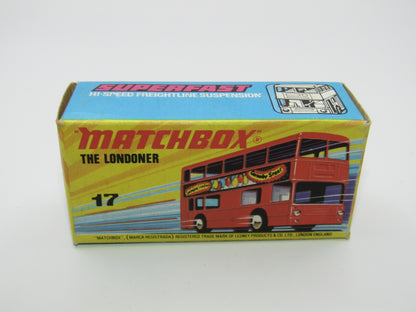 SUPERFAST
HI-SPEED FREIGHTLINE SUSPENSION
"MATCHBOX"®
THE LONDONER
17
"MATCHBOX", (MARCA REGISTRADA) REGISTERED TRADE MARK OF LESNEY PRODUCTS & CO. LTD. LONDON ENGLAND